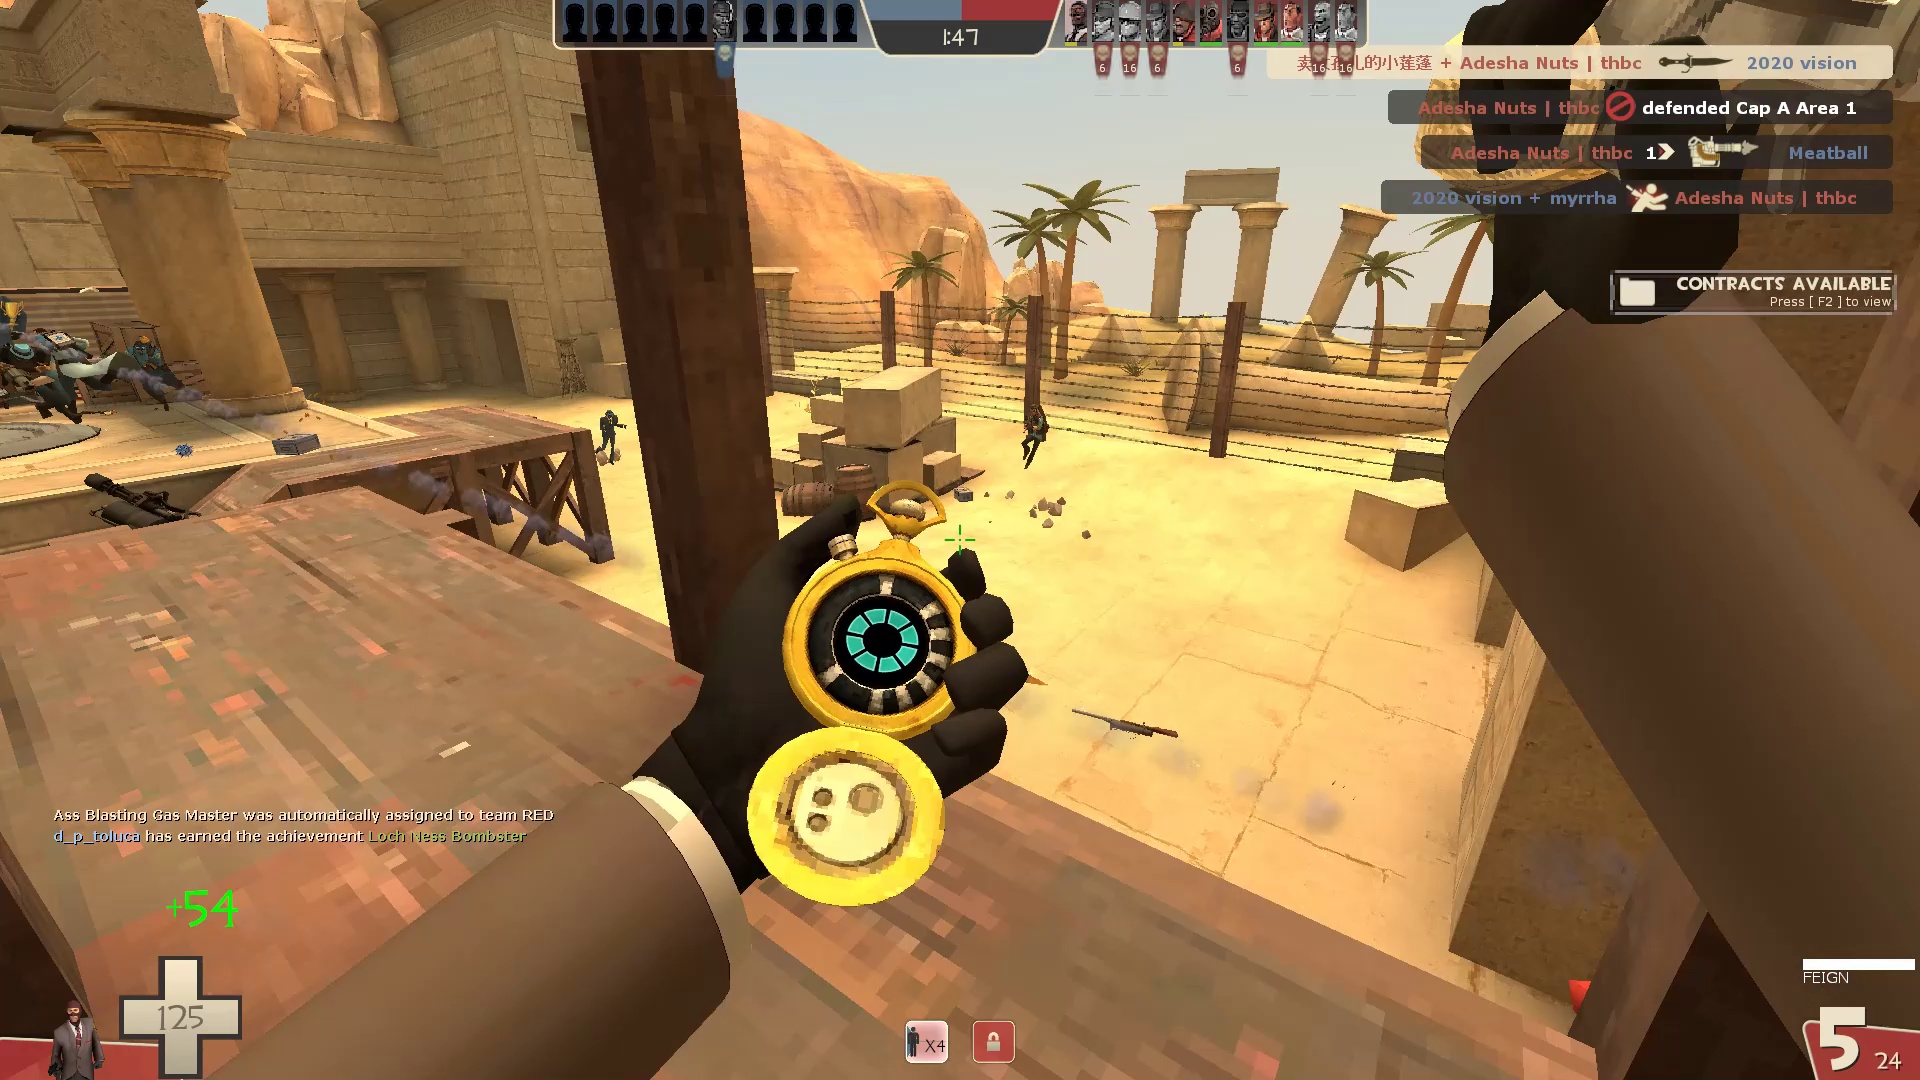 1:47
6 16 6 6 16 16
的小莲蓬 + Adesha Nuts | thbc 2020 vision
Adesha Nuts | thbc defended Cap A Area 1
Adesha Nuts | thbc 1 Meatball
2020 vision + myrrha Adesha Nuts | thbc
CONTRACTS AVAILABLE
Press [ F2 ] to view
Ass Blasting Gas Master was automatically assigned to team RED
d_p_toluca has earned the achievement Loch Ness Bombster
+54
125
X4
FEIGN
5 24